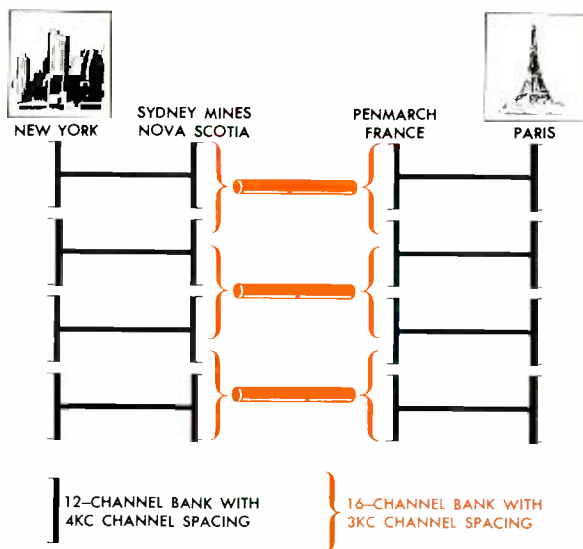 NEW YORK
SYDNEY MINES
NOVA SCOTIA
PENMARCH
FRANCE
PARIS
12–CHANNEL BANK WITH
4KC CHANNEL SPACING
16–CHANNEL BANK WITH
3KC CHANNEL SPACING